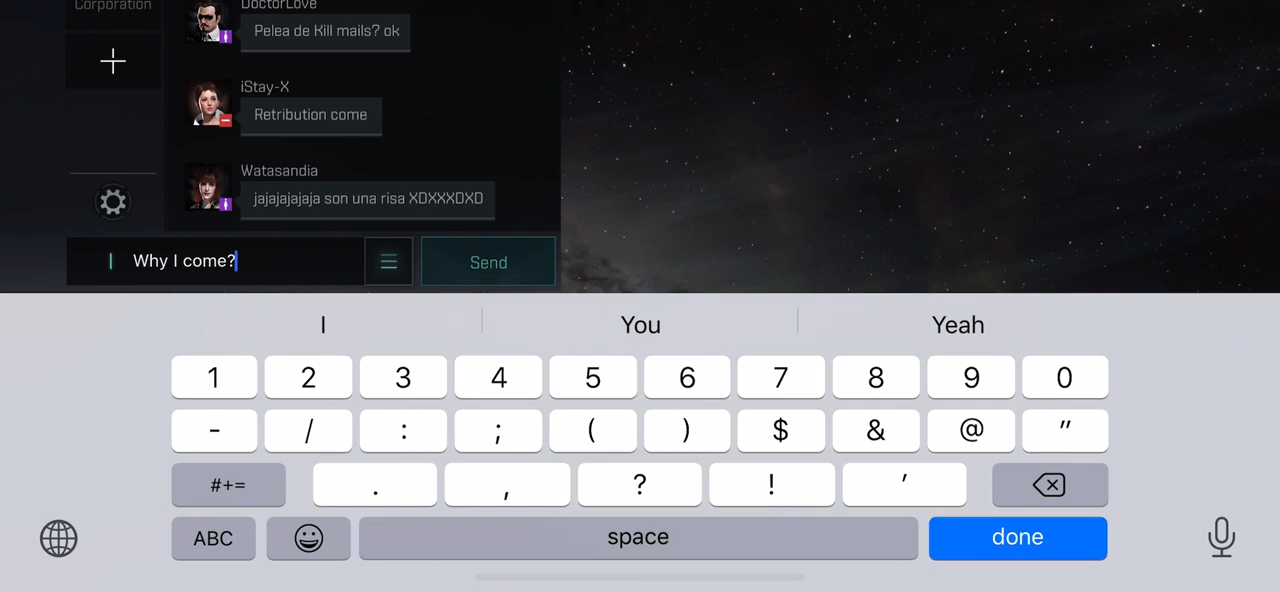 Corporation
DoctorLove
Pelea de Kill mails? ok
iStay-X
Retribution come
Watasandia
jajajajajaja son una risa XDXXXDXD
Why I come?
Send
I You Yeah
1 2 3 4 5 6 7 8 9 0
- / : ; ( ) $ & @ "
#+= . , ? ! '
ABC space done